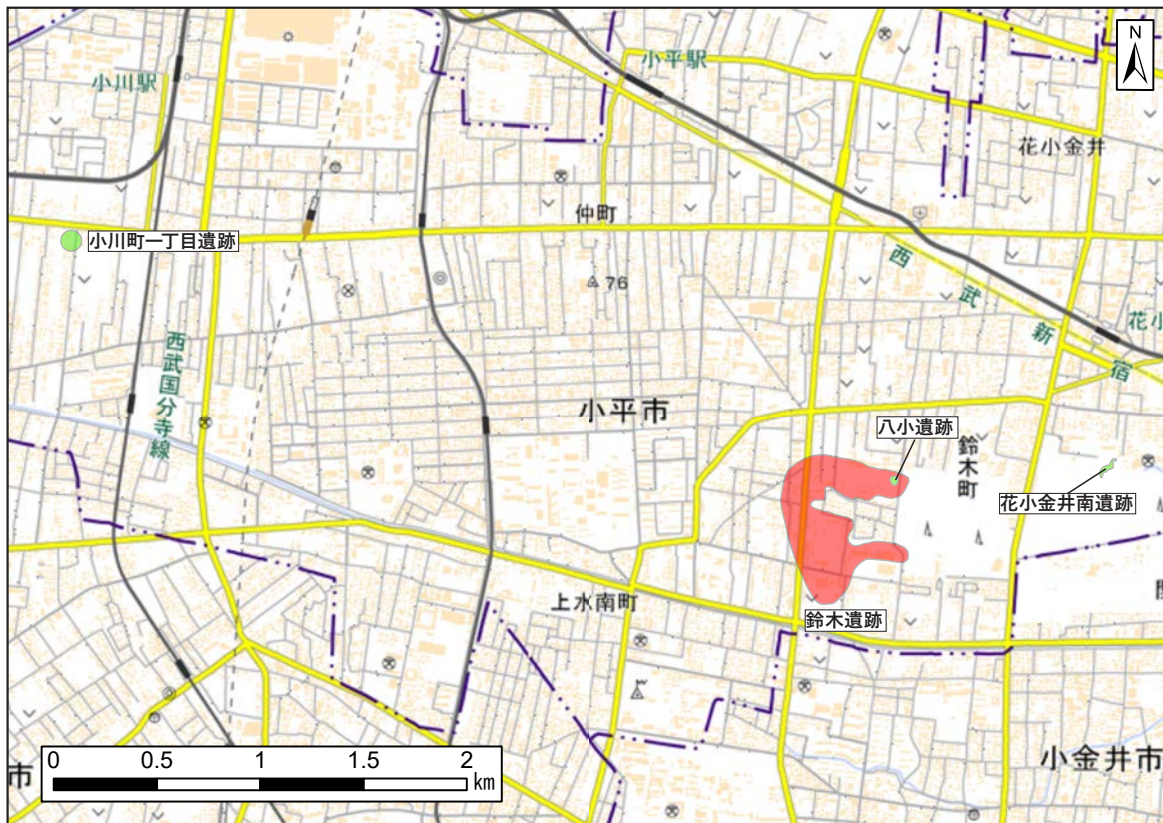 N
小川駅
小平駅
花小金井
仲町
小川町一丁目遺跡
西武新宿
76
花小
西武国分寺線
小平市
八小遺跡
鈴木町
花小金井南遺跡
上水南町
鈴木遺跡
小金井市
市
0 0.5 1 1.5 2
km